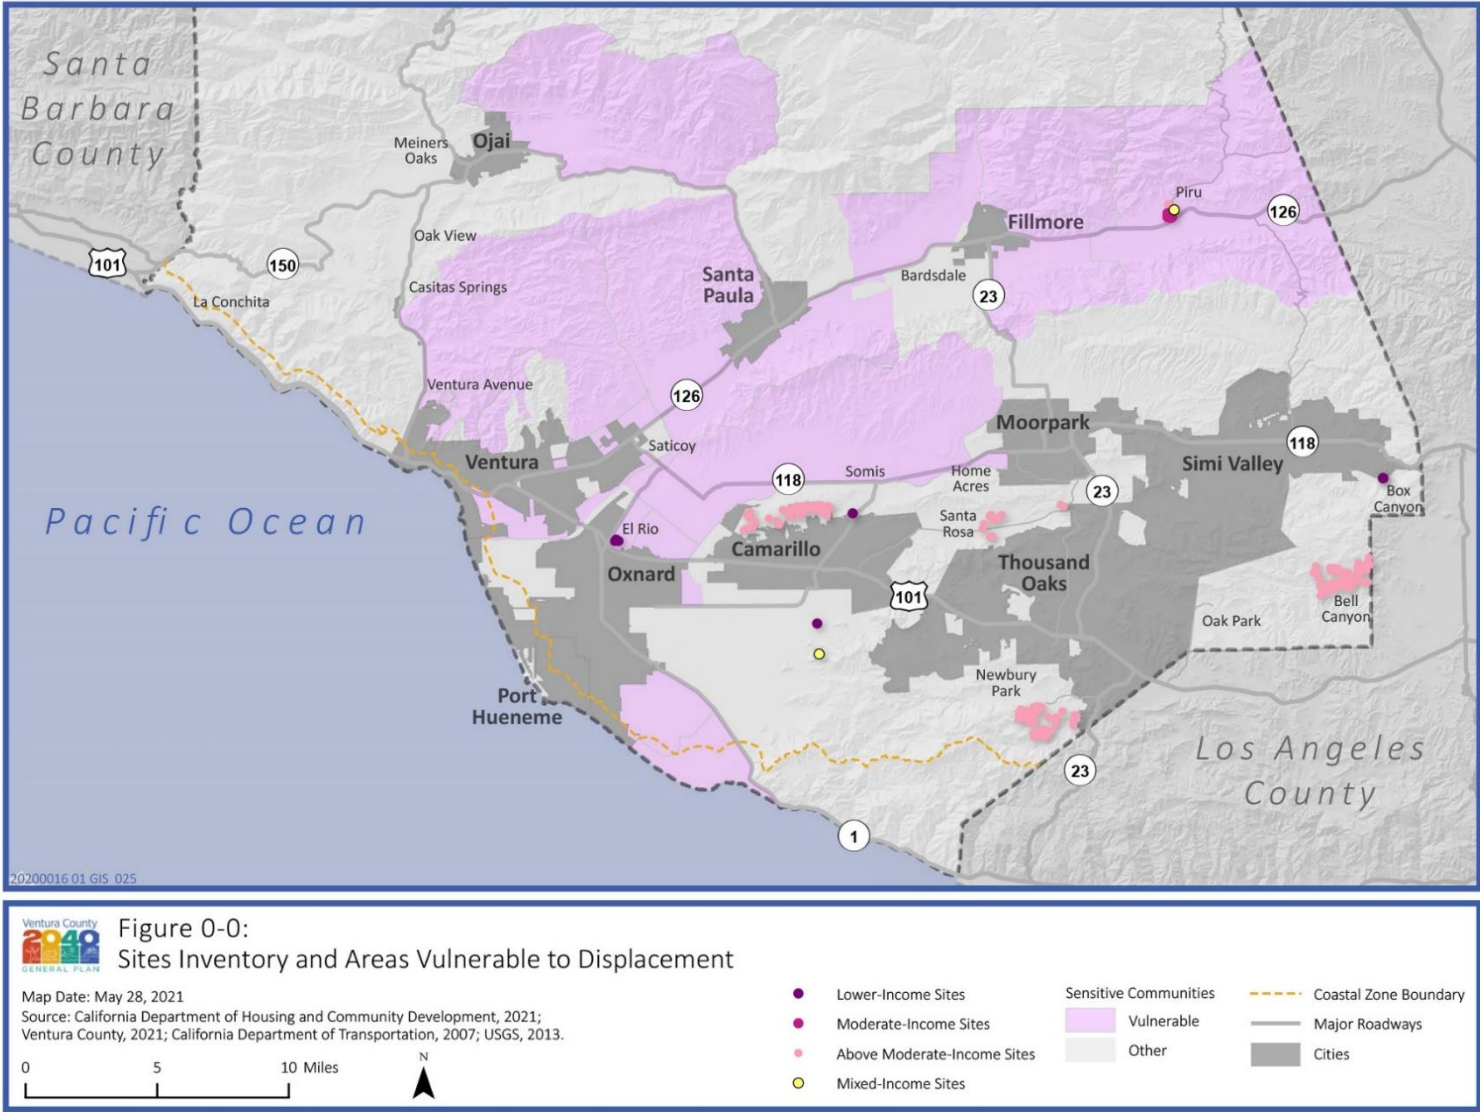 Santa
Barbara
County
Meiners
Oaks
Ojai
Piru
126
Fillmore
Oak View
101
150
Santa
Paula
Bardsdale
23
Casitas Springs
La Conchita
Ventura Avenue
126
Moorpark
118
Saticoy
Ventura
Simi Valley
118
Somis
Home
Acres
23
Box
Canyon
Pacific Ocean
El Rio
Santa
Rosa
Camarillo
Oxnard
Thousand
Oaks
101
Bell
Canyon
Oak Park
Newbury
Park
Port
Hueneme
Los Angeles
County
23
1
20200016 01 GIS 025
Ventura County
2040
GENERAL PLAN
Figure 0-0:
Sites Inventory and Areas Vulnerable to Displacement
Map Date: May 28, 2021
Source: California Department of Housing and Community Development, 2021;
Ventura County, 2021; California Department of Transportation, 2007; USGS, 2013.
0 5 10 Miles
N
Lower-Income Sites
Moderate-Income Sites
Above Moderate-Income Sites
Mixed-Income Sites
Sensitive Communities
Vulnerable
Other
Coastal Zone Boundary
Major Roadways
Cities